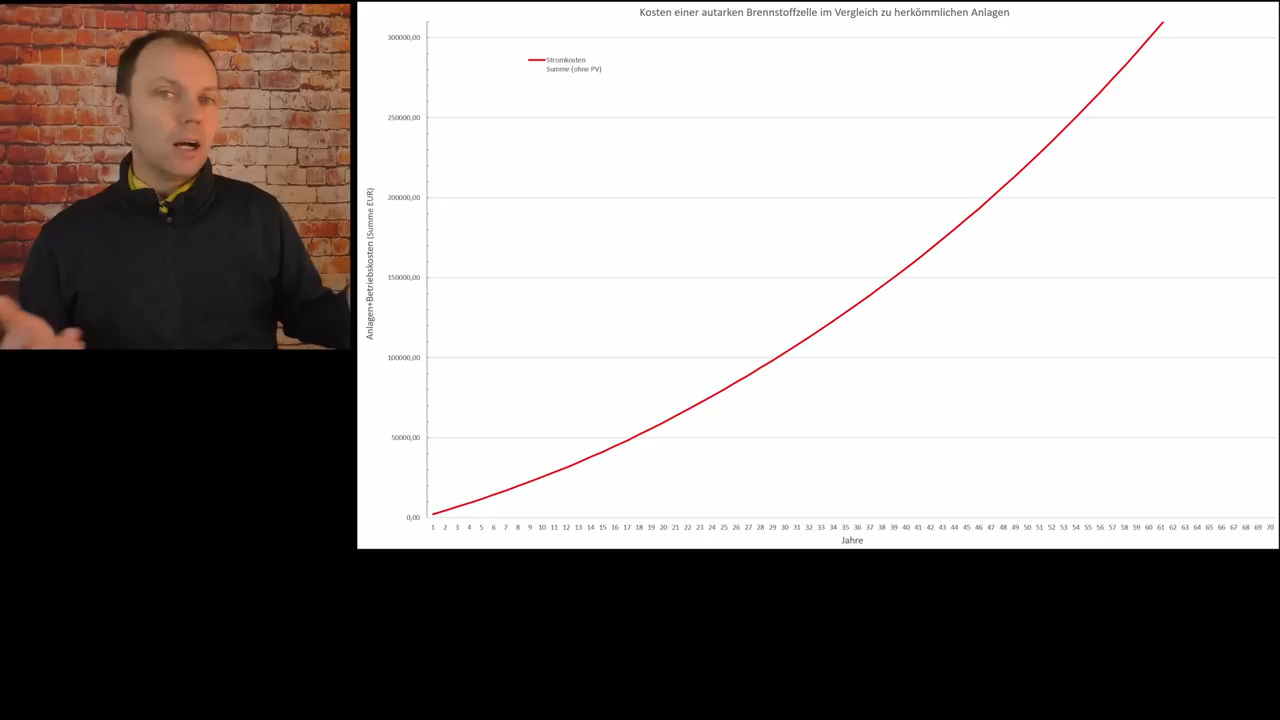 Kosten einer autarken Brennstoffzelle im Vergleich zu herkömmlichen Anlagen
300000,00
250000,00
200000,00
150000,00
100000,00
50000,00
0,00
Anlagen+Betriebskosten (Summe EUR)
Stromkosten
Summe (ohne PV)
1 2 3 4 5 6 7 8 9 10 11 12 13 14 15 16 17 18 19 20 21 22 23 24 25 26 27 28 29 30 31 32 33 34 35 36 37 38 39 40 41 42 43 44 45 46 47 48 49 50 51 52 53 54 55 56 57 58 59 60 61 62 63 64 65 66 67 68 69 70
Jahre